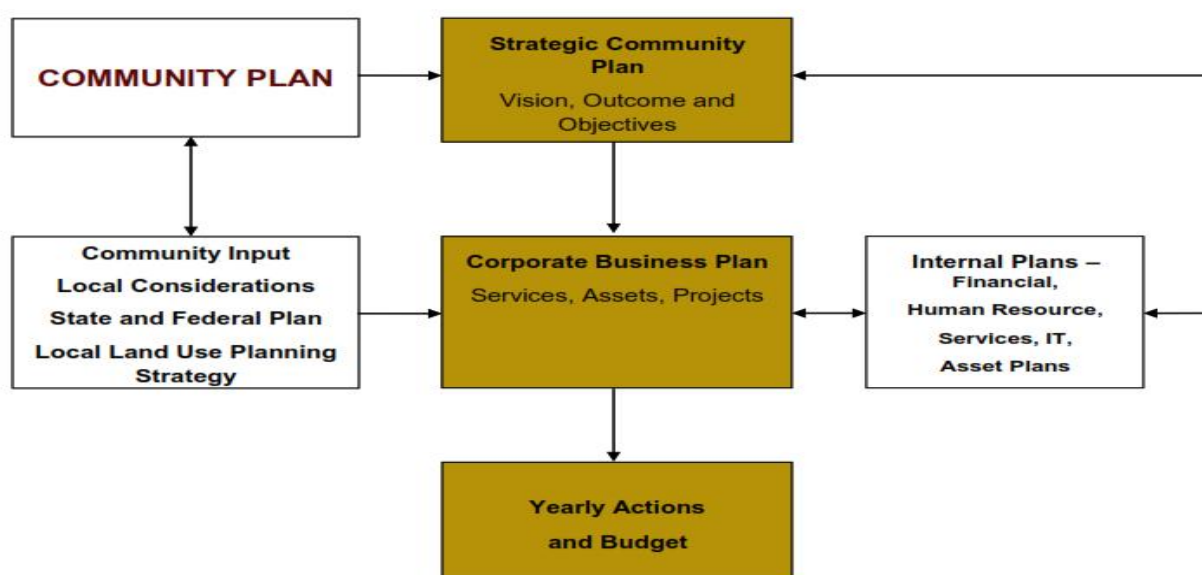 COMMUNITY PLAN
Strategic Community
Plan
Vision, Outcome and
Objectives
Community Input
Local Considerations
State and Federal Plan
Local Land Use Planning
Strategy
Corporate Business Plan
Services, Assets, Projects
Internal Plans –
Financial,
Human Resource,
Services, IT,
Asset Plans
Yearly Actions
and Budget